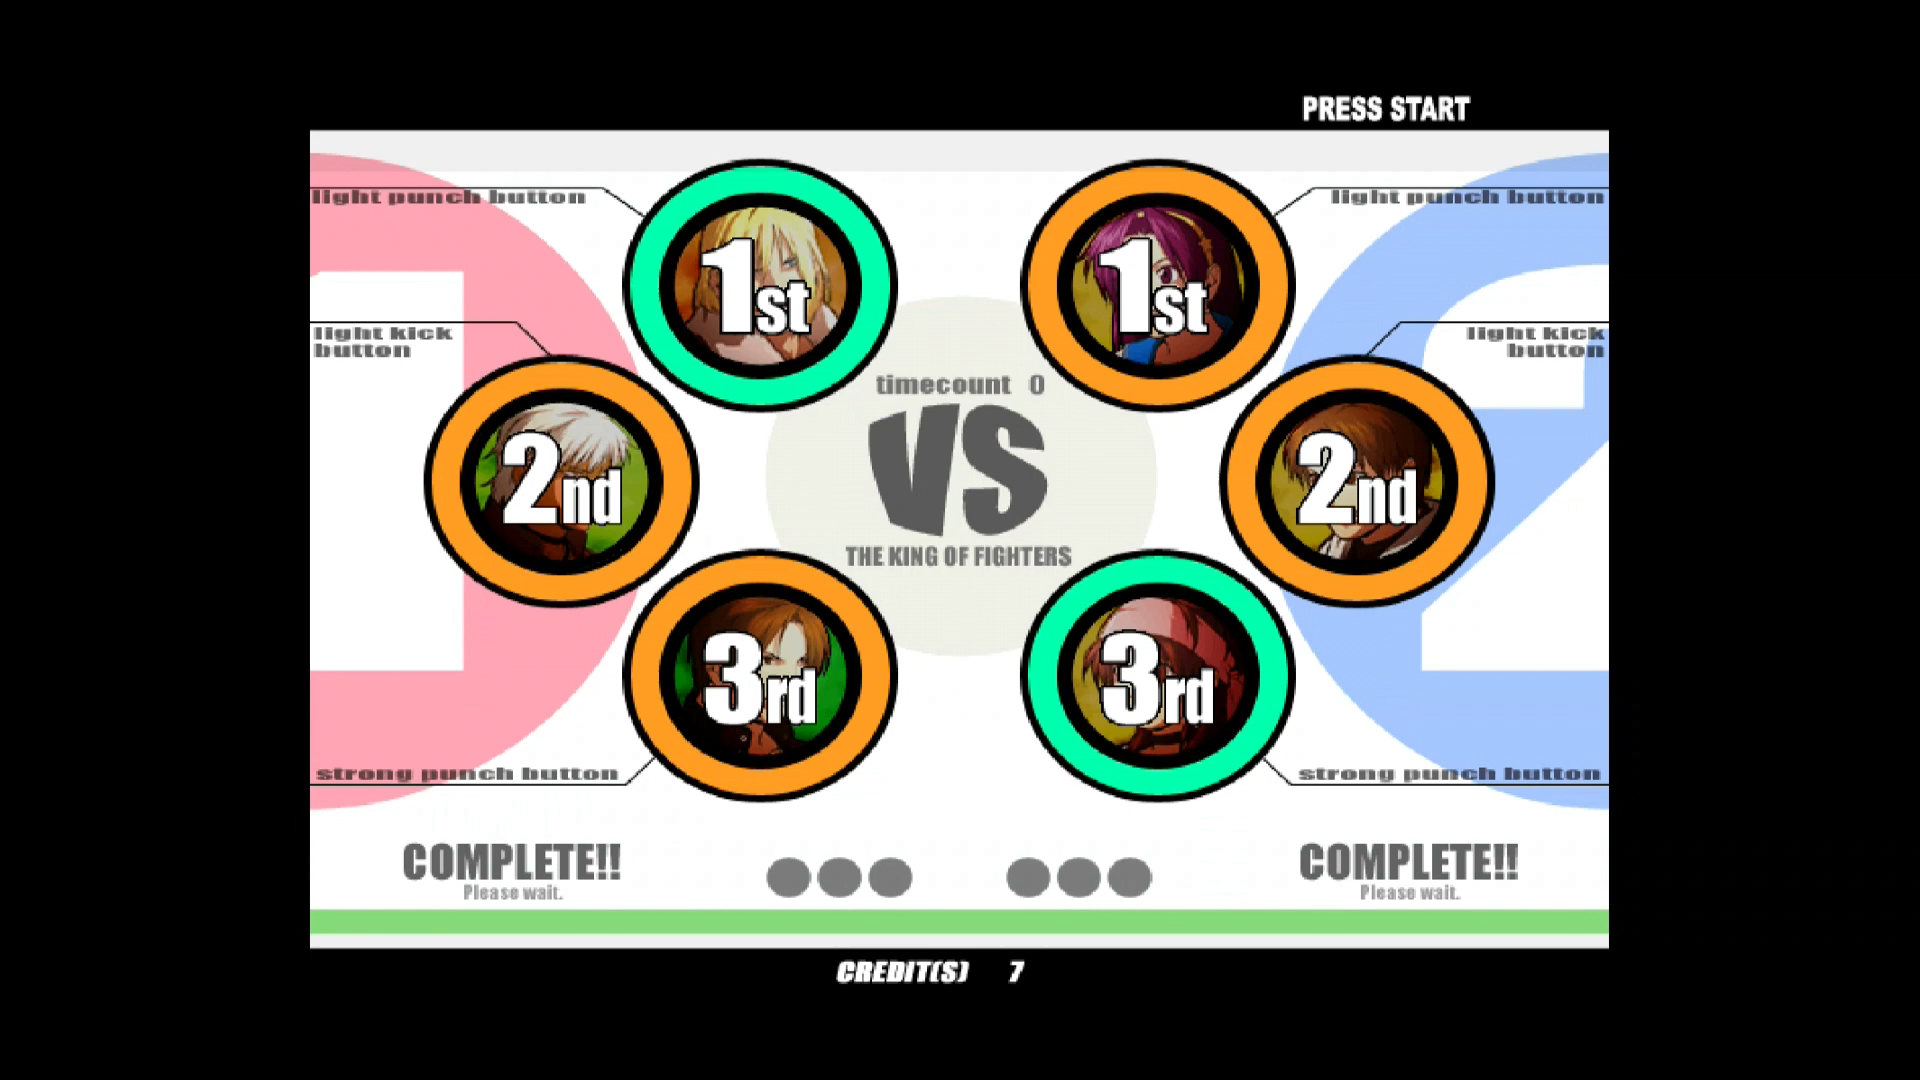 PRESS START
light punch button
light punch button
1st
1st
light kick
button
light kick
button
timecount 0
VS
2nd
2nd
THE KING OF FIGHTERS
3rd
3rd
strong punch button
strong punch button
COMPLETE!!
Please wait.
COMPLETE!!
Please wait.
CREDIT(S) 7
1
2